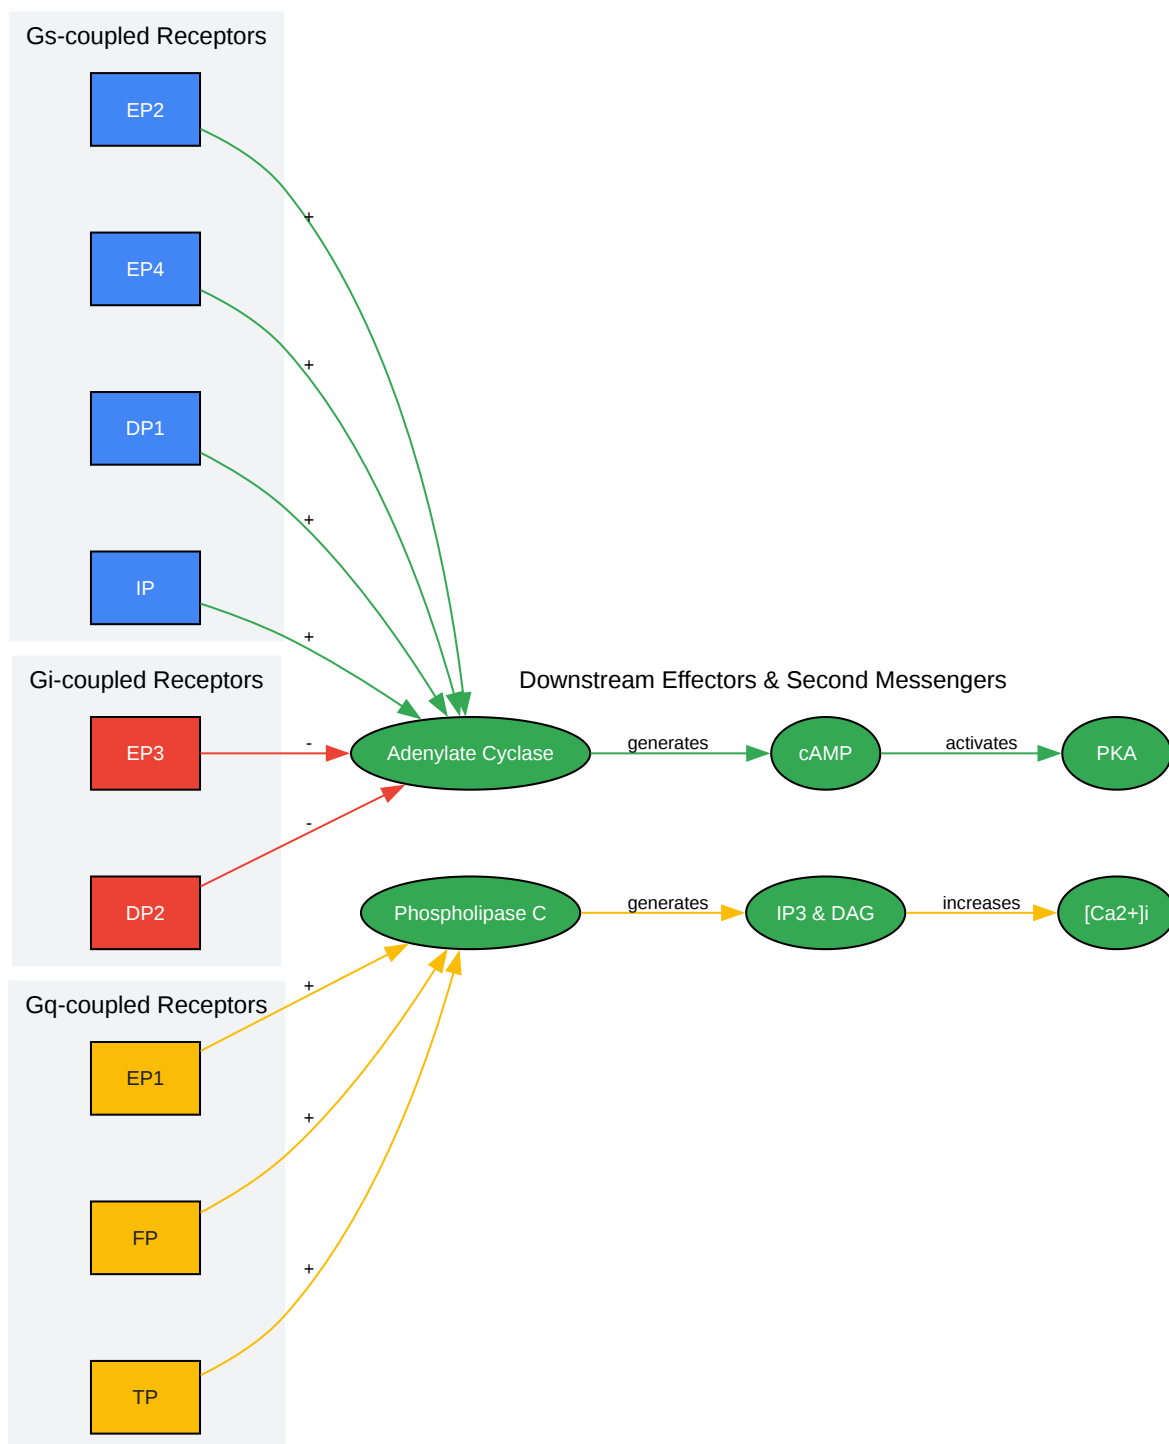 Gs-coupled Receptors
EP2
+
EP4
+
DP1
+
IP
+
Gi-coupled Receptors
Downstream Effectors & Second Messengers
EP3
-
Adenylate Cyclase
generates
cAMP
activates
PKA
-
DP2
Phospholipase C
generates
IP3 & DAG
increases
[Ca2+]i
Gq-coupled Receptors
+
EP1
+
FP
+
TP